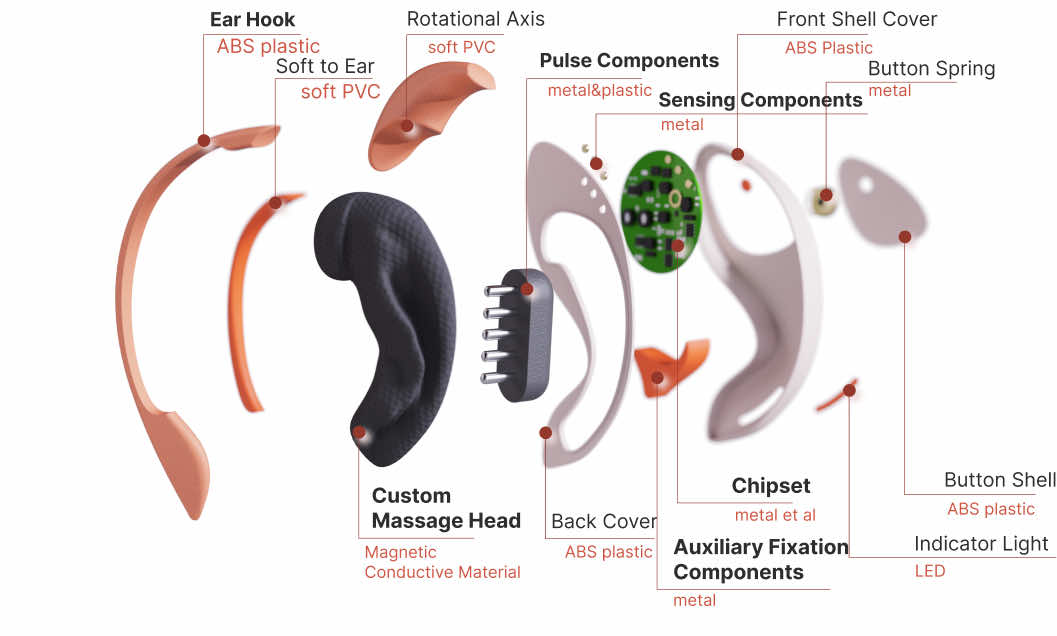 Ear Hook
ABS plastic
Soft to Ear
soft PVC
Rotational Axis
soft PVC
Pulse Components
metal&plastic
Sensing Components
metal
Front Shell Cover
ABS Plastic
Button Spring
metal
Custom
Massage Head
Magnetic
Conductive Material
Back Cover
ABS plastic
Auxiliary Fixation
Components
metal
Chipset
metal et al
Button Shell
ABS plastic
Indicator Light
LED